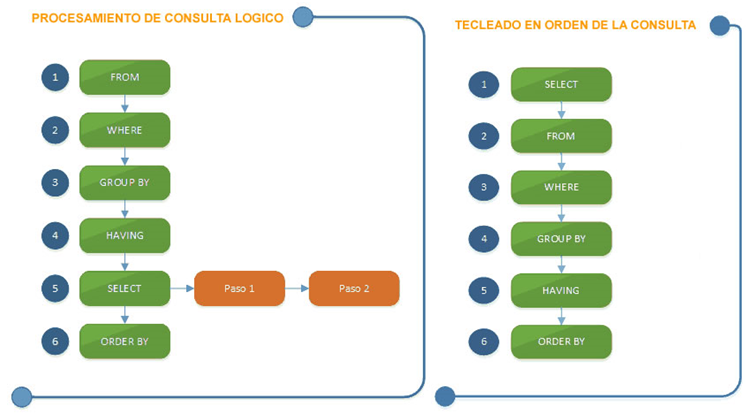 PROCESAMIENTO DE CONSULTA LOGICO
1 FROM
2 WHERE
3 GROUP BY
4 HAVING
5 SELECT Paso 1 Paso 2
6 ORDER BY
TECLEADO EN ORDEN DE LA CONSULTA
1 SELECT
2 FROM
3 WHERE
4 GROUP BY
5 HAVING
6 ORDER BY